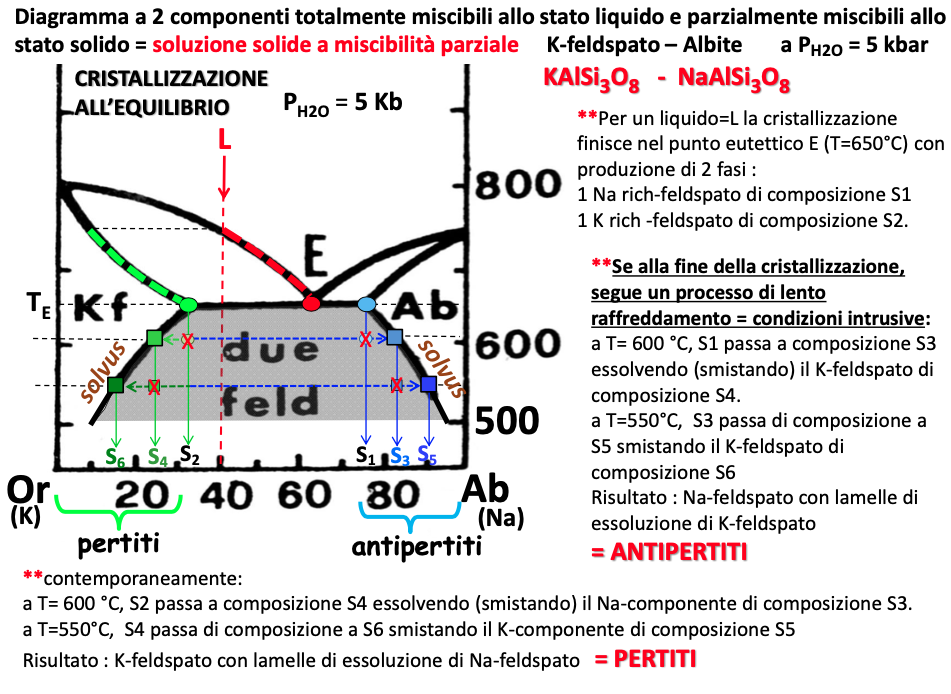 Diagramma a 2 componenti totalmente miscibili allo stato liquido e parzialmente miscibili allo
stato solido = soluzione solide a miscibilità parziale K-feldspato – Albite a PH2O = 5 kbar
CRISTALLIZZAZIONE
ALL'EQUILIBRIO
PH2O = 5 Kb
KAlSi3O8 - NaAlSi3O8
L
**Per un liquido=L la cristallizzazione
finisce nel punto eutettico E (T=650°C) con
produzione di 2 fasi :
1 Na rich-feldspato di composizione S1
1 K rich -feldspato di composizione S2.
800
E
TE
Kf
Ab
**Se alla fine della cristallizzazione,
segue un processo di lento
raffreddamento = condizioni intrusive:
a T= 600 °C, S1 passa a composizione S3
essolvendo (smistando) il K-feldspato di
composizione S4.
a T=550°C, S3 passa di composizione a
S5 smistando il K-feldspato di
composizione S6
Risultato : Na-feldspato con lamelle di
essoluzione di K-feldspato
= ANTIPERTITI
600
solvus
due
feld
solvus
X
X
X
X
500
S6 S4 S2 S1 S3 S5
Or 20 40 60 80 Ab
(K) (Na)
pertiti antipertiti
**contemporaneamente:
a T= 600 °C, S2 passa a composizione S4 essolvendo (smistando) il Na-componente di composizione S3.
a T=550°C, S4 passa di composizione a S6 smistando il K-componente di composizione S5
Risultato : K-feldspato con lamelle di essoluzione di Na-feldspato = PERTITI